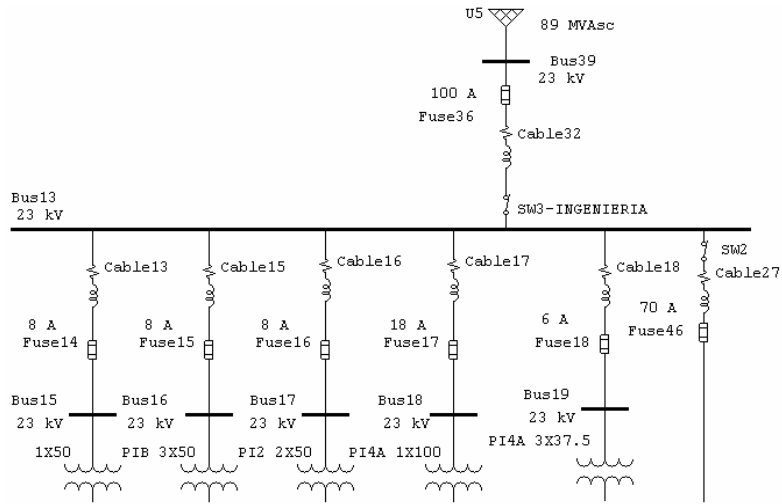 U5
89 MVAsc
Bus39
23 kV
100 A
Fuse36
Cable32
Bus13
23 kV
SW3-INGENIERIA
Cable13
Cable15
Cable16
Cable17
Cable18
SW2
Cable27
8 A
Fuse14
8 A
Fuse15
8 A
Fuse16
18 A
Fuse17
6 A
Fuse18
70 A
Fuse46
Bus15
23 kV
Bus16
23 kV
Bus17
23 kV
Bus18
23 kV
Bus19
23 kV
1X50
PIB 3X50
PI2 2X50
PI4A 1X100
PI4A 3X37.5